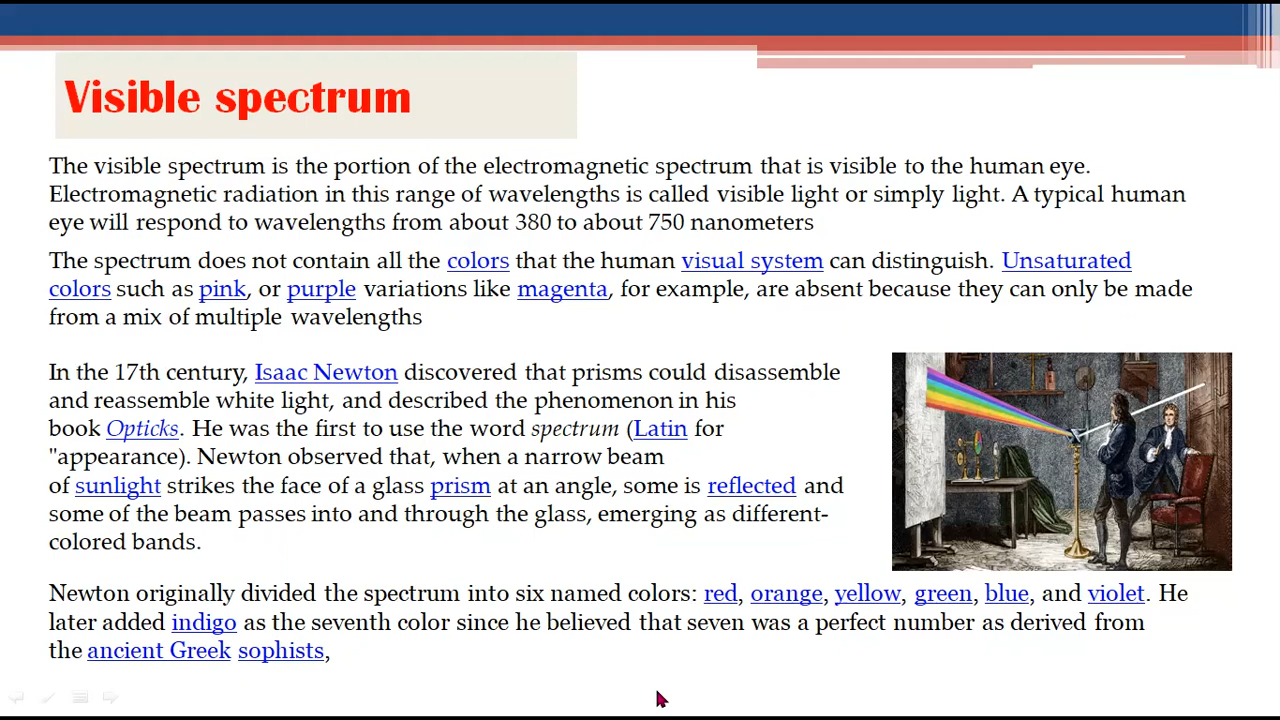 Visible spectrum
The visible spectrum is the portion of the electromagnetic spectrum that is visible to the human eye.
Electromagnetic radiation in this range of wavelengths is called visible light or simply light. A typical human
eye will respond to wavelengths from about 380 to about 750 nanometers
The spectrum does not contain all the colors that the human visual system can distinguish. Unsaturated
colors such as pink, or purple variations like magenta, for example, are absent because they can only be made
from a mix of multiple wavelengths
In the 17th century, Isaac Newton discovered that prisms could disassemble
and reassemble white light, and described the phenomenon in his
book Opticks. He was the first to use the word spectrum (Latin for
"appearance). Newton observed that, when a narrow beam
of sunlight strikes the face of a glass prism at an angle, some is reflected and
some of the beam passes into and through the glass, emerging as different-
colored bands.
Newton originally divided the spectrum into six named colors: red, orange, yellow, green, blue, and violet. He
later added indigo as the seventh color since he believed that seven was a perfect number as derived from
the ancient Greek sophists,